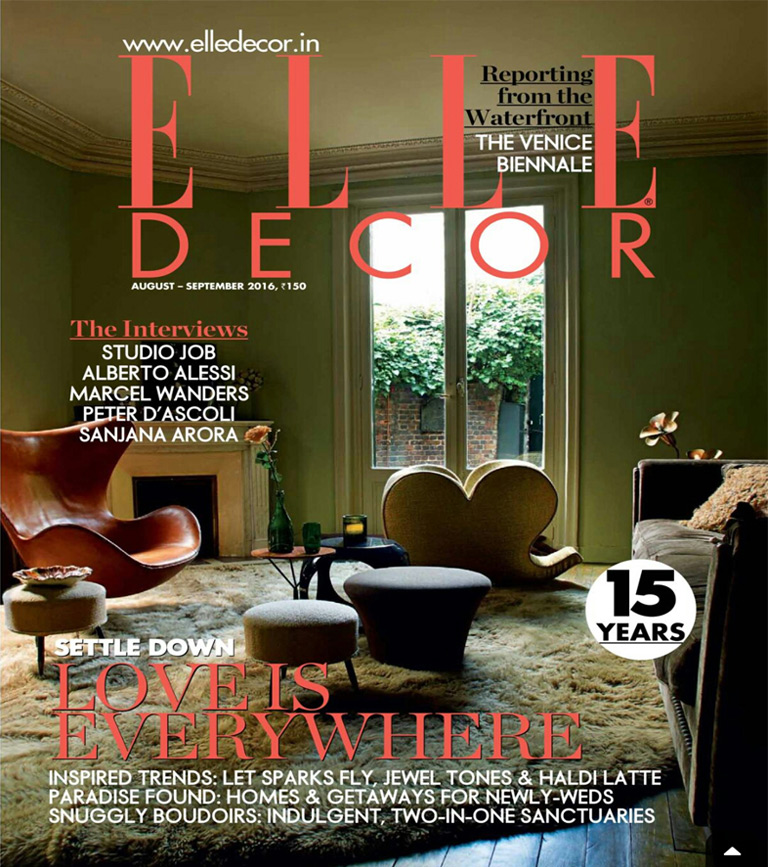 www.elledecor.in
ELLE
DECOR
®
Reporting
from the
Waterfront
THE VENICE
BIENNALE
AUGUST – SEPTEMBER 2016, ₹150
The Interviews
STUDIO JOB
ALBERTO ALESSI
MARCEL WANDERS
PETER D'ASCOLI
SANJANA ARORA
15
YEARS
SETTLE DOWN
LOVE IS
EVERYWHERE
INSPIRED TRENDS: LET SPARKS FLY, JEWEL TONES & HALDI LATTE
PARADISE FOUND: HOMES & GETAWAYS FOR NEWLY-WEDS
SNUGGLY BOUDOIRS: INDULGENT, TWO-IN-ONE SANCTUARIES